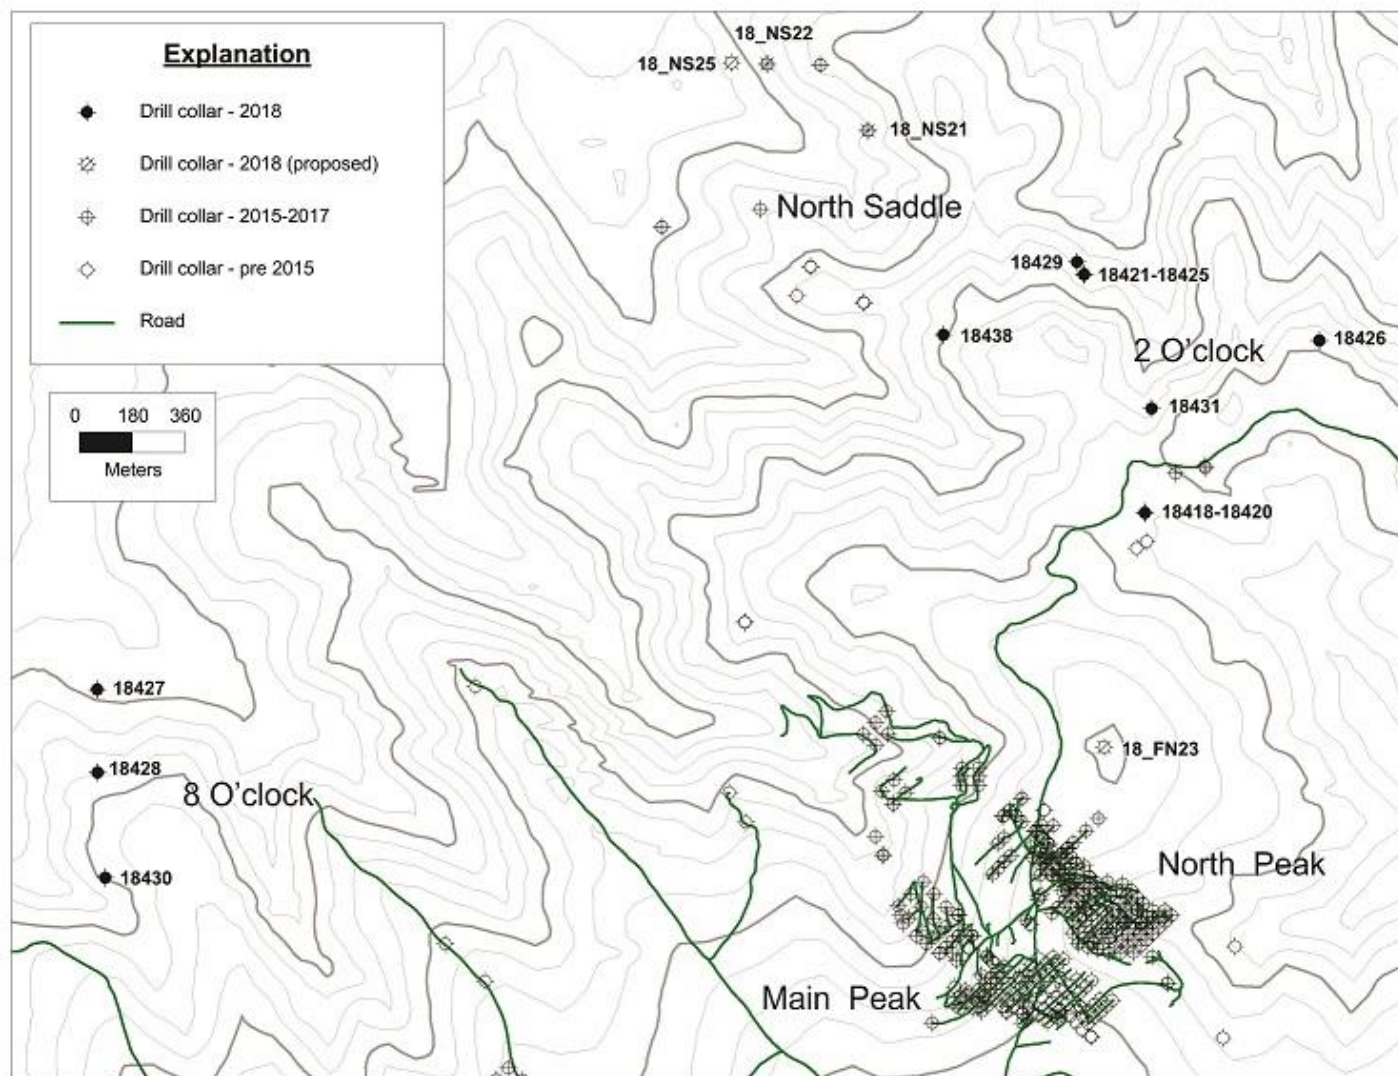 Explanation
Drill collar - 2018
Drill collar - 2018 (proposed)
Drill collar - 2015-2017
Drill collar - pre 2015
Road
0 180 360
Meters
18_NS22
18_NS25
18_NS21
North Saddle
18429
18421-18425
18438
2 O'clock
18426
18431
18418-18420
18427
18428
8 O'clock
18430
18_FN23
North Peak
Main Peak